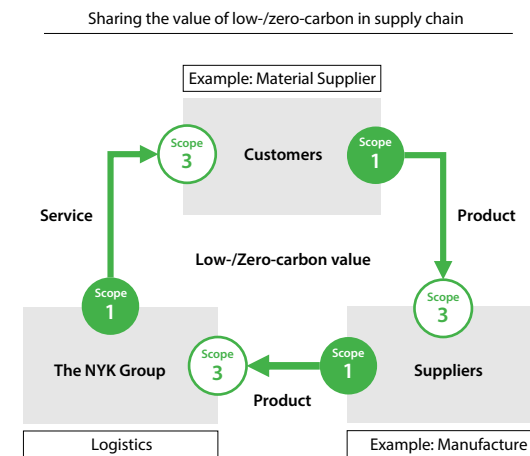 Sharing the value of low-/zero-carbon in supply chain
Example: Material Supplier
Scope
3
Customers
Scope
1
Service
Product
Low-/Zero-carbon value
Scope
1
Scope
3
The NYK Group
Scope
3
Scope
1
Suppliers
Product
Logistics
Example: Manufacture